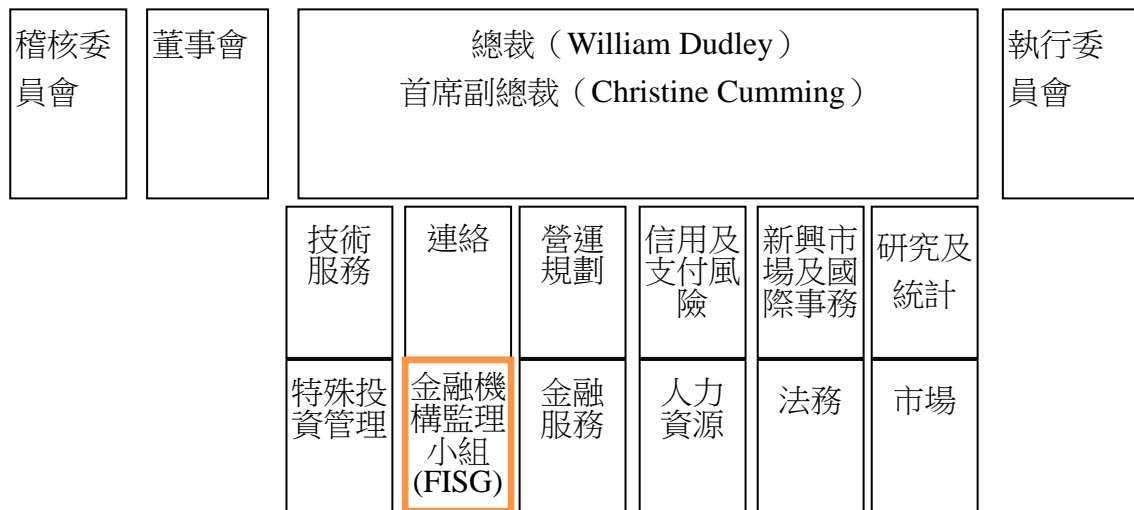 稽核委
員會
董事會
總裁（William Dudley）
首席副總裁（Christine Cumming）
執行委
員會
技術
服務
連絡
營運
規劃
信用及
支付風
險
新興市
場及國
際事務
研究及
統計
特殊投
資管理
金融機
構監理
小組
(FISG)
金融
服務
人力
資源
法務
市場